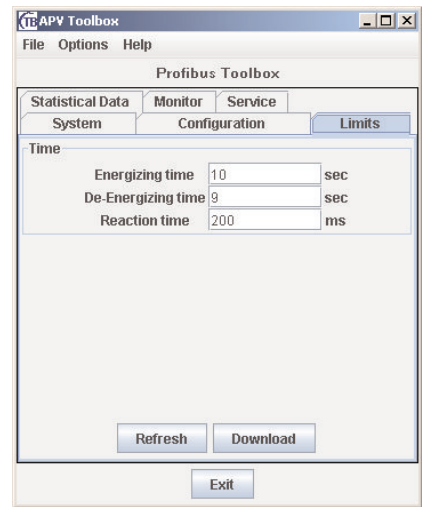 TB APV Toolbox
File Options Help
Profibus Toolbox
Statistical Data Monitor Service
System Configuration Limits
Time
Energizing time 10 sec
De-Energizing time 9 sec
Reaction time 200 ms
Refresh Download
Exit